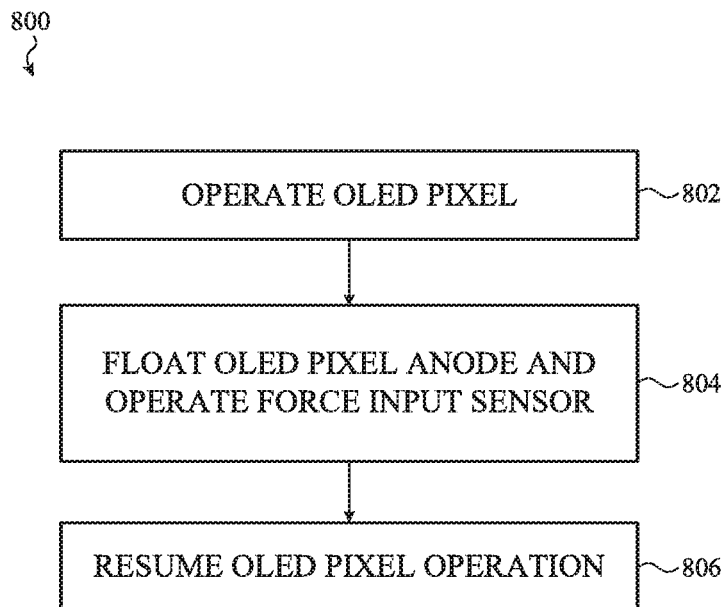 800
OPERATE OLED PIXEL
802
FLOAT OLED PIXEL ANODE AND
OPERATE FORCE INPUT SENSOR
804
RESUME OLED PIXEL OPERATION
806